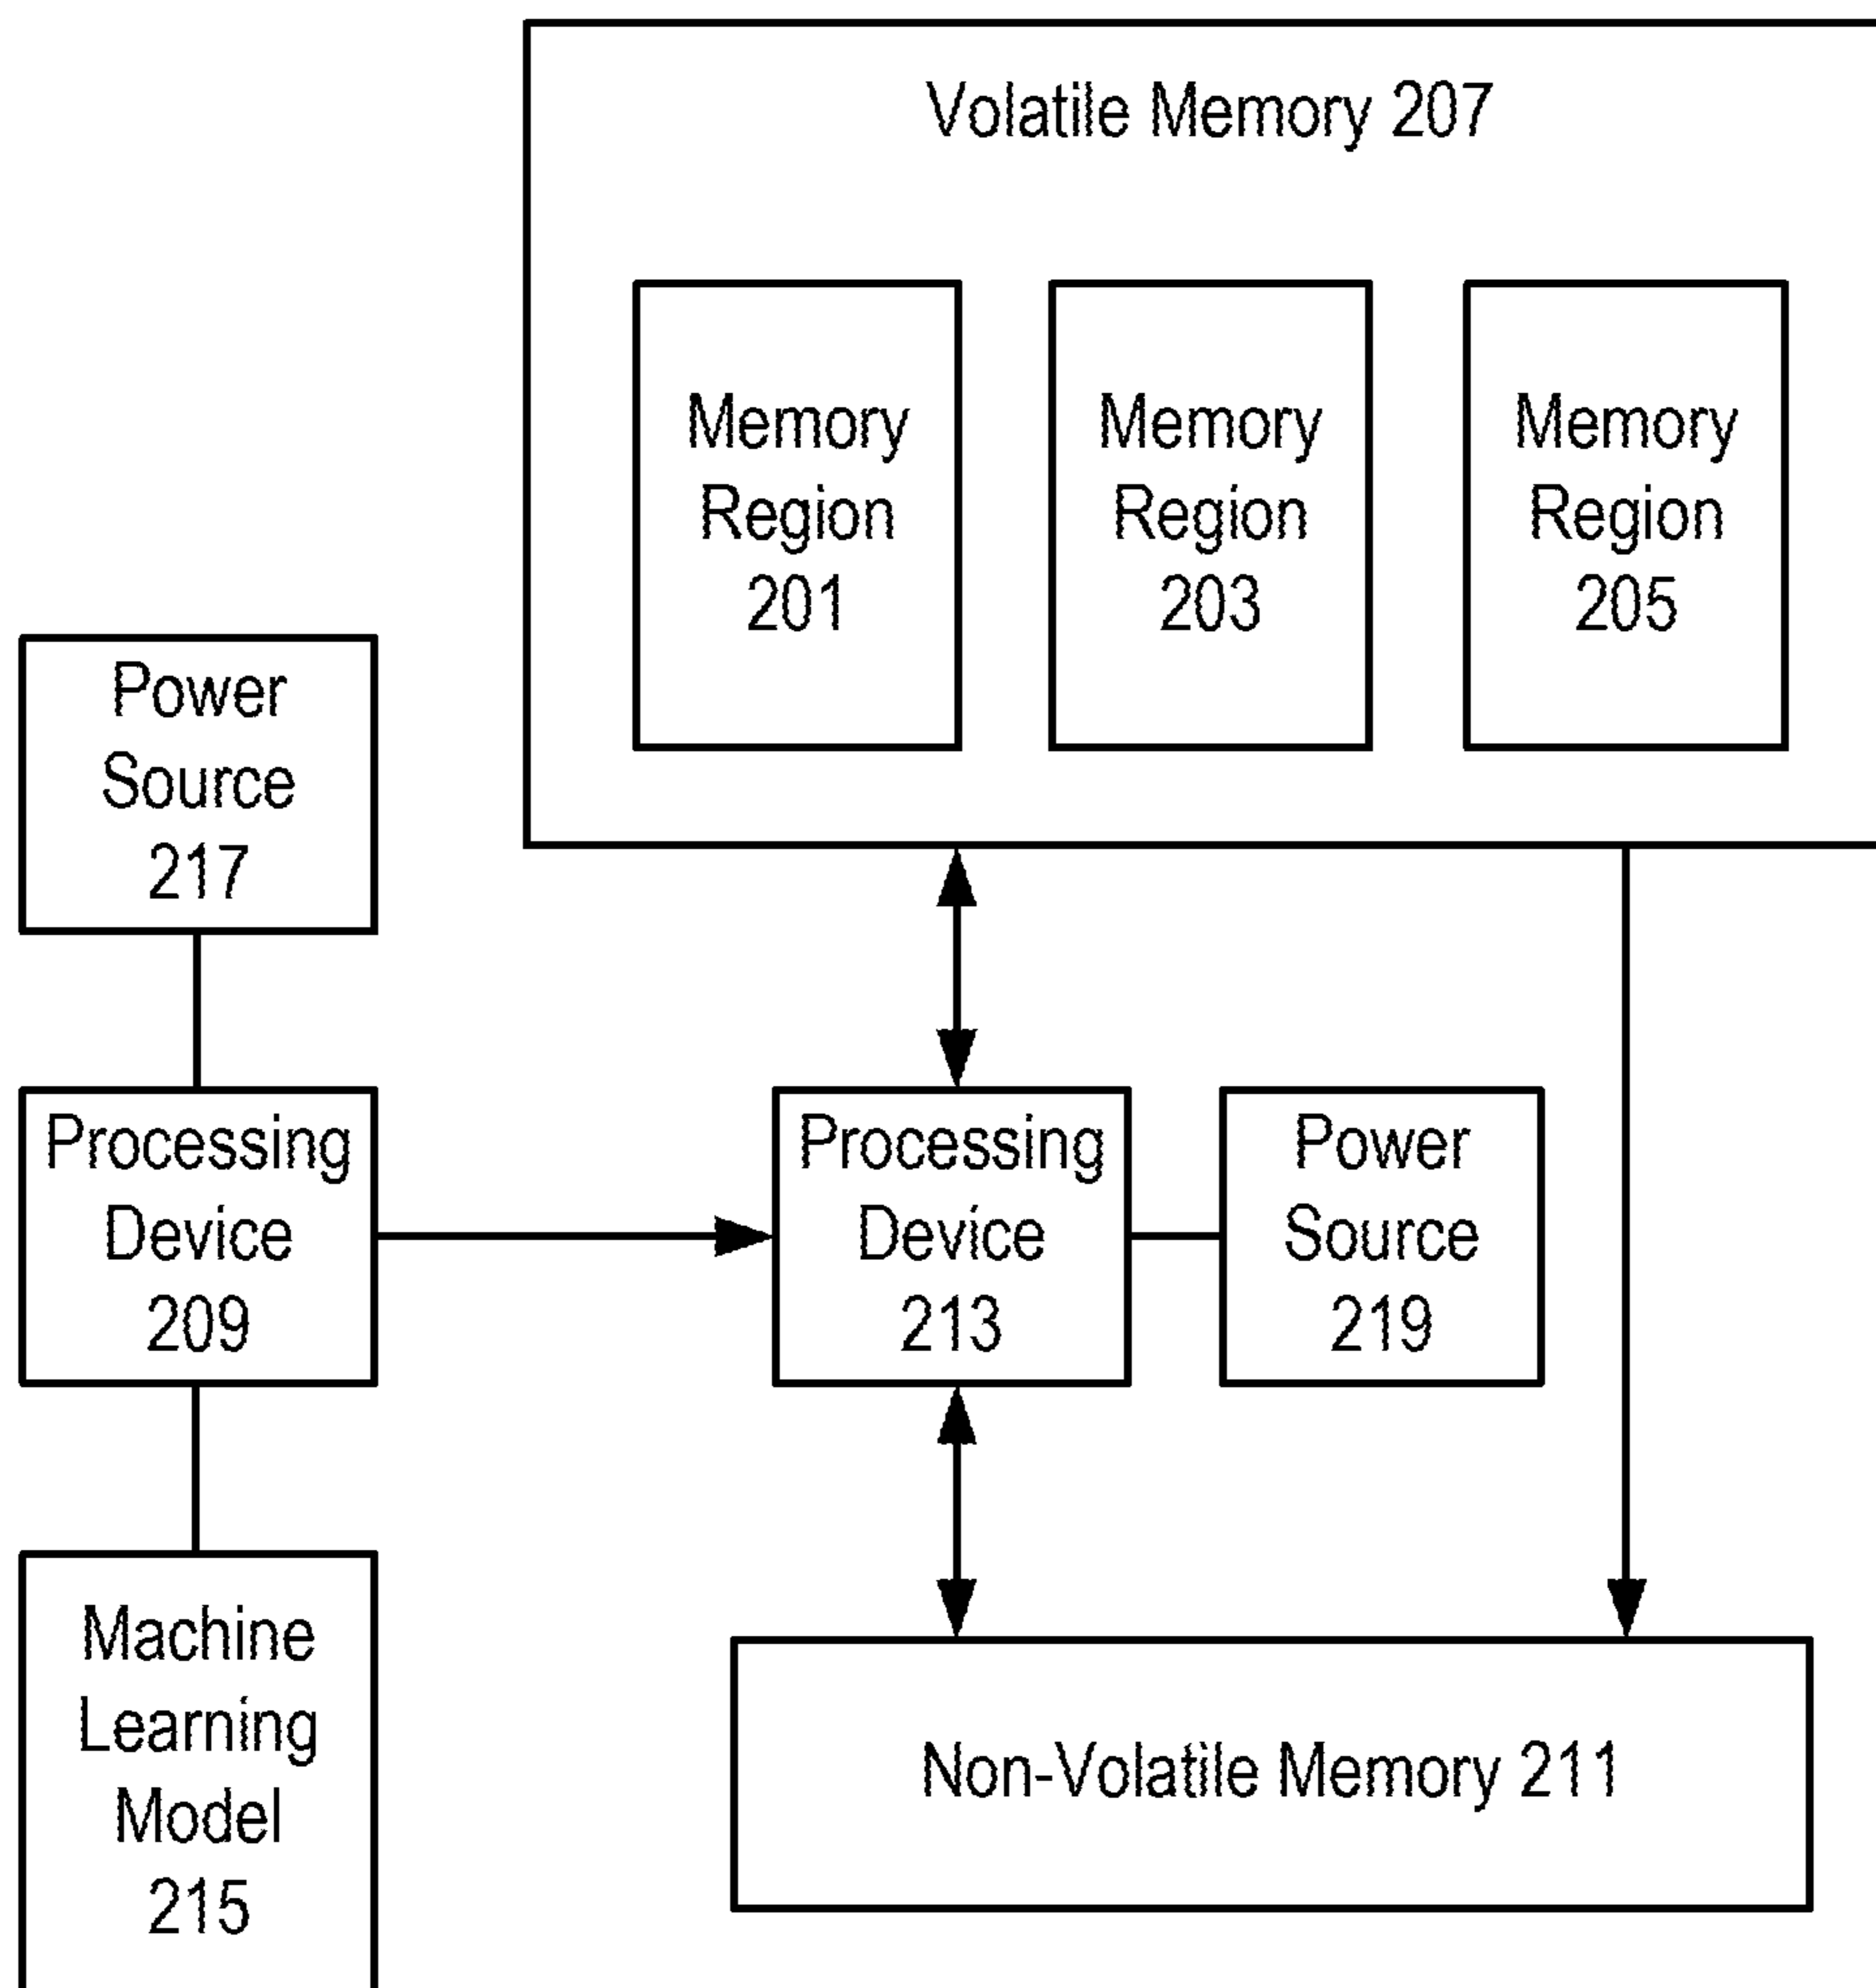 Volatile Memory 207
Memory
Region
201
Memory
Region
203
Memory
Region
205
Power
Source
217
Processing
Device
209
Processing
Device
213
Power
Source
219
Machine
Learning
Model
215
Non-Volatile Memory 211